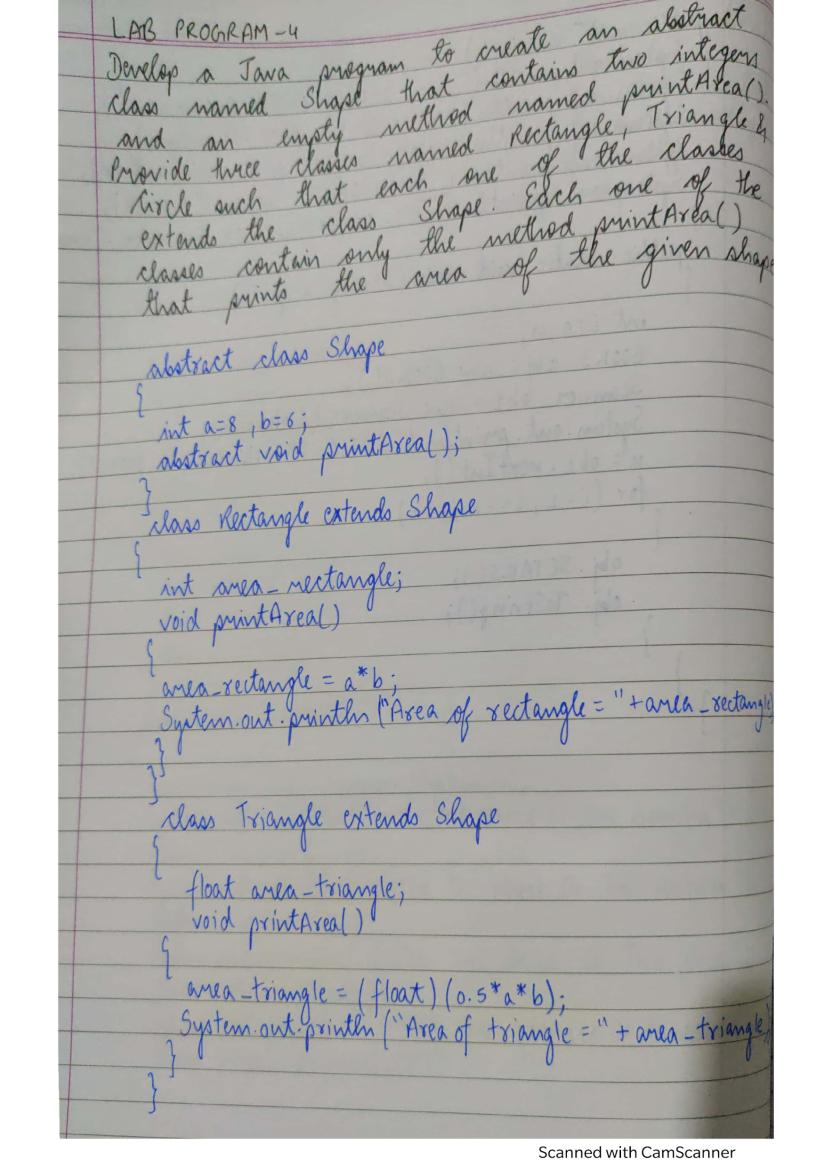 LAB PROGRAM-4
Develop a Java program to create an abstract
class named Shape that contains two integers
and an empty method named printArea().
Provide three classes named Rectangle, Triangle &
Circle such that each one of the classes
extends the class Shape. Each one of the
classes contain only the method printArea()
that prints the area of the given shape
abstract class Shape
{
int a=8, b=6;
abstract void printArea();
}
class Rectangle extends Shape
{
int area_rectangle;
void printArea()
{
area_rectangle = a*b;
System.out.println("Area of rectangle = "+area_rectangle)
}
}
class Triangle extends Shape
{
float area_triangle;
void printArea()
{
area_triangle = (float)(0.5*a*b);
System.out.println("Area of triangle = " + area_triangle)
}
}
Scanned with CamScanner